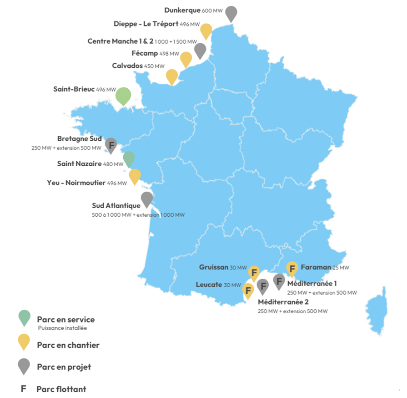 Dunkerque 600 MW
Dieppe - Le Tréport 496 MW
Centre Manche 1 & 2 1 000 + 1 500 MW
Fécamp 498 MW
Calvados 450 MW
Saint-Brieuc 496 MW
Bretagne Sud
250 MW + extension 500 MW
F
Saint Nazaire 480 MW
Yeu - Noirmoutier 496 MW
Sud Atlantique
500 à 1 000 MW + extension 1 000 MW
Gruissan 30 MW
F
F
Faraman 25 MW
Leucate 30 MW
F
F
F
Méditerranée 1
250 MW + extension 500 MW
Méditerranée 2
250 MW + extension 500 MW
Parc en service
Puissance installée
Parc en chantier
Parc en projet
F Parc flottant